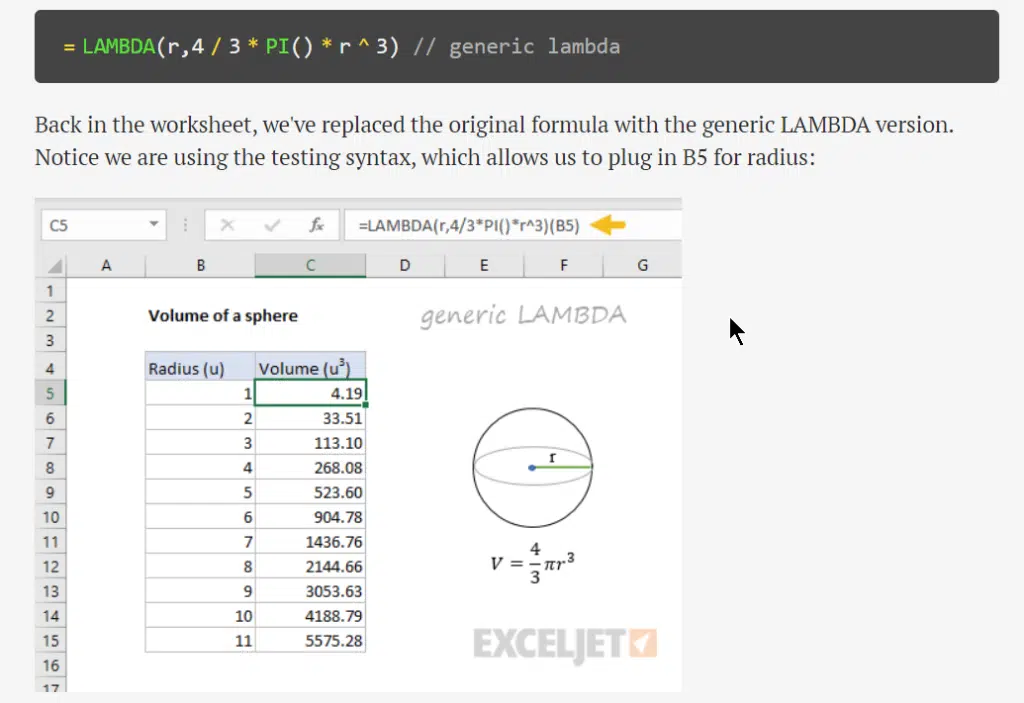 = LAMBDA(r,4 / 3 * PI() * r ^ 3) // generic lambda
Back in the worksheet, we've replaced the original formula with the generic LAMBDA version.
Notice we are using the testing syntax, which allows us to plug in B5 for radius:
C5 fx =LAMBDA(r,4/3*PI()*r^3)(B5)
A B C D E F G
1
2 Volume of a sphere generic LAMBDA
3
4 Radius (u) Volume (u³)
5 1 4.19
6 2 33.51
7 3 113.10
8 4 268.08 r
9 5 523.60
10 6 904.78
11 7 1436.76
12 8 2144.66 V = 4/3 πr³
13 9 3053.63
14 10 4188.79
15 11 5575.28 EXCELJET
16
17